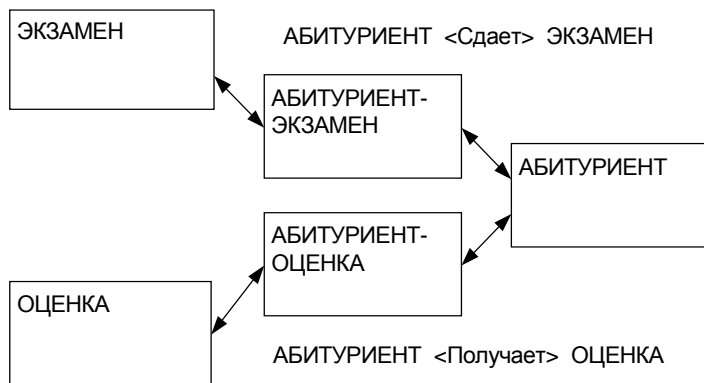 ЭКЗАМЕН
АБИТУРИЕНТ <Сдает> ЭКЗАМЕН
АБИТУРИЕНТ-
ЭКЗАМЕН
АБИТУРИЕНТ
АБИТУРИЕНТ-
ОЦЕНКА
ОЦЕНКА
АБИТУРИЕНТ <Получает> ОЦЕНКА